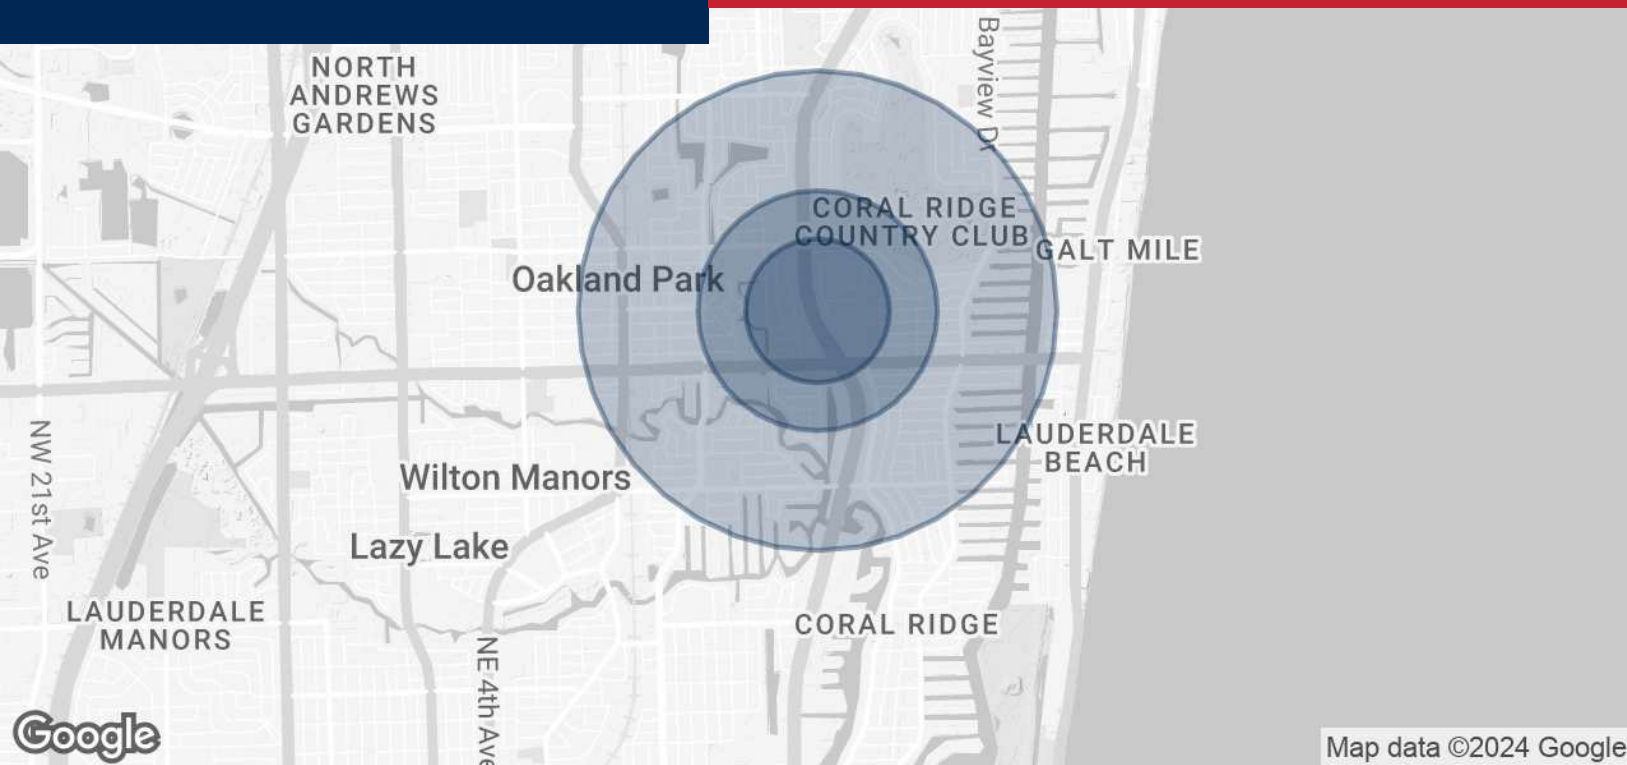 Bayview Dr
NORTH
ANDREWS
GARDENS
CORAL RIDGE
COUNTRY CLUB
GALT MILE
Oakland Park
NW 21st Ave
LAUDERDALE
BEACH
Wilton Manors
Lazy Lake
LAUDERDALE
MANORS
CORAL RIDGE
NE 4th Ave
Google
Map data ©2024 Google